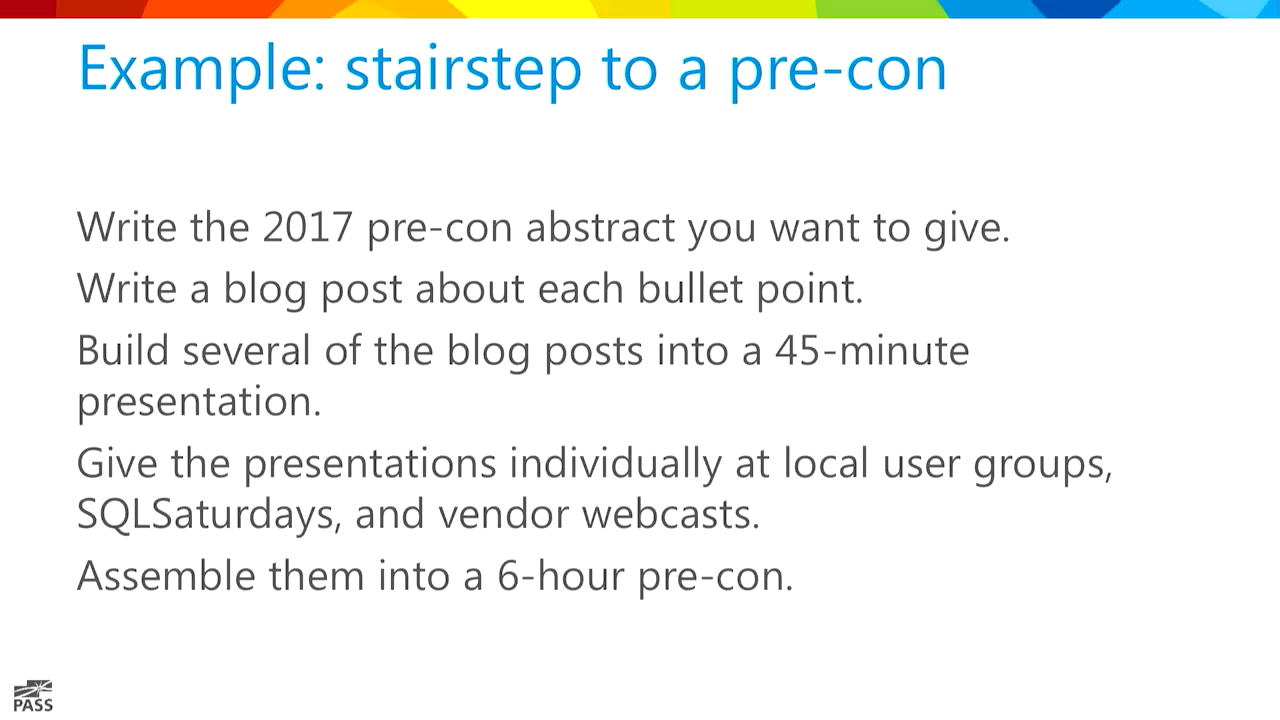 Example: stairstep to a pre-con
Write the 2017 pre-con abstract you want to give.
Write a blog post about each bullet point.
Build several of the blog posts into a 45-minute
presentation.
Give the presentations individually at local user groups,
SQLSaturdays, and vendor webcasts.
Assemble them into a 6-hour pre-con.
PASS